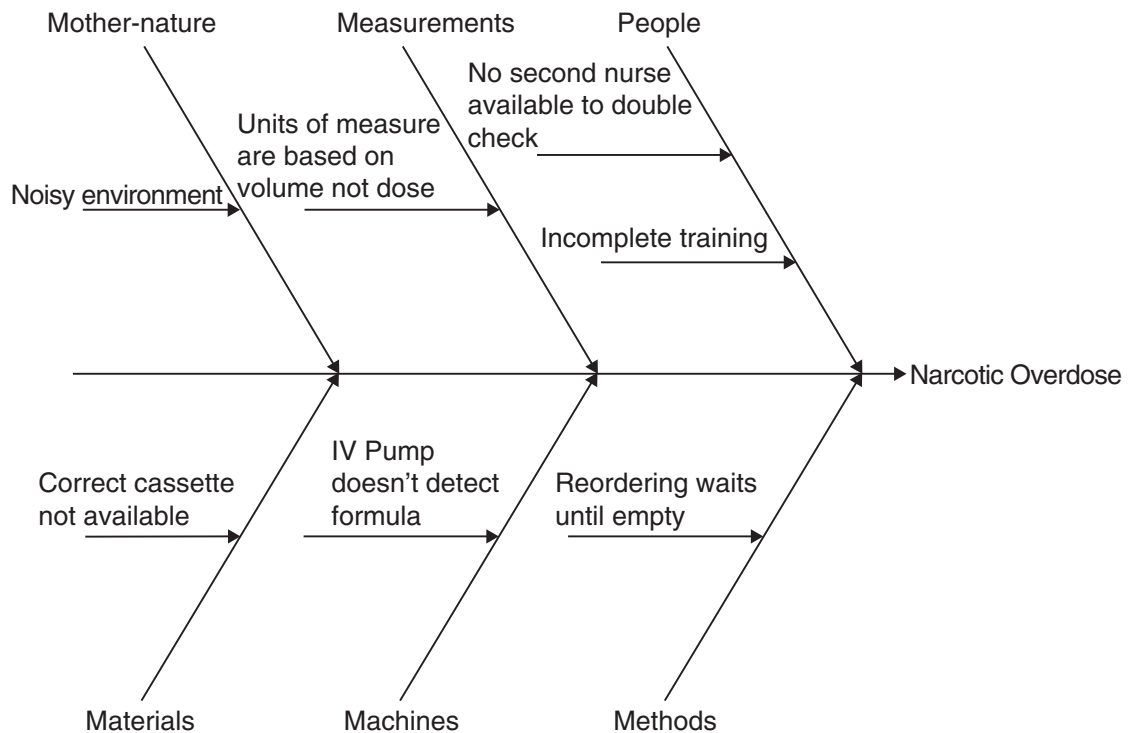 Mother-nature
Measurements
People
No second nurse
available to double
check
Units of measure
are based on
volume not dose
Noisy environment
Incomplete training
Narcotic Overdose
Correct cassette
not available
IV Pump
doesn't detect
formula
Reordering waits
until empty
Materials
Machines
Methods